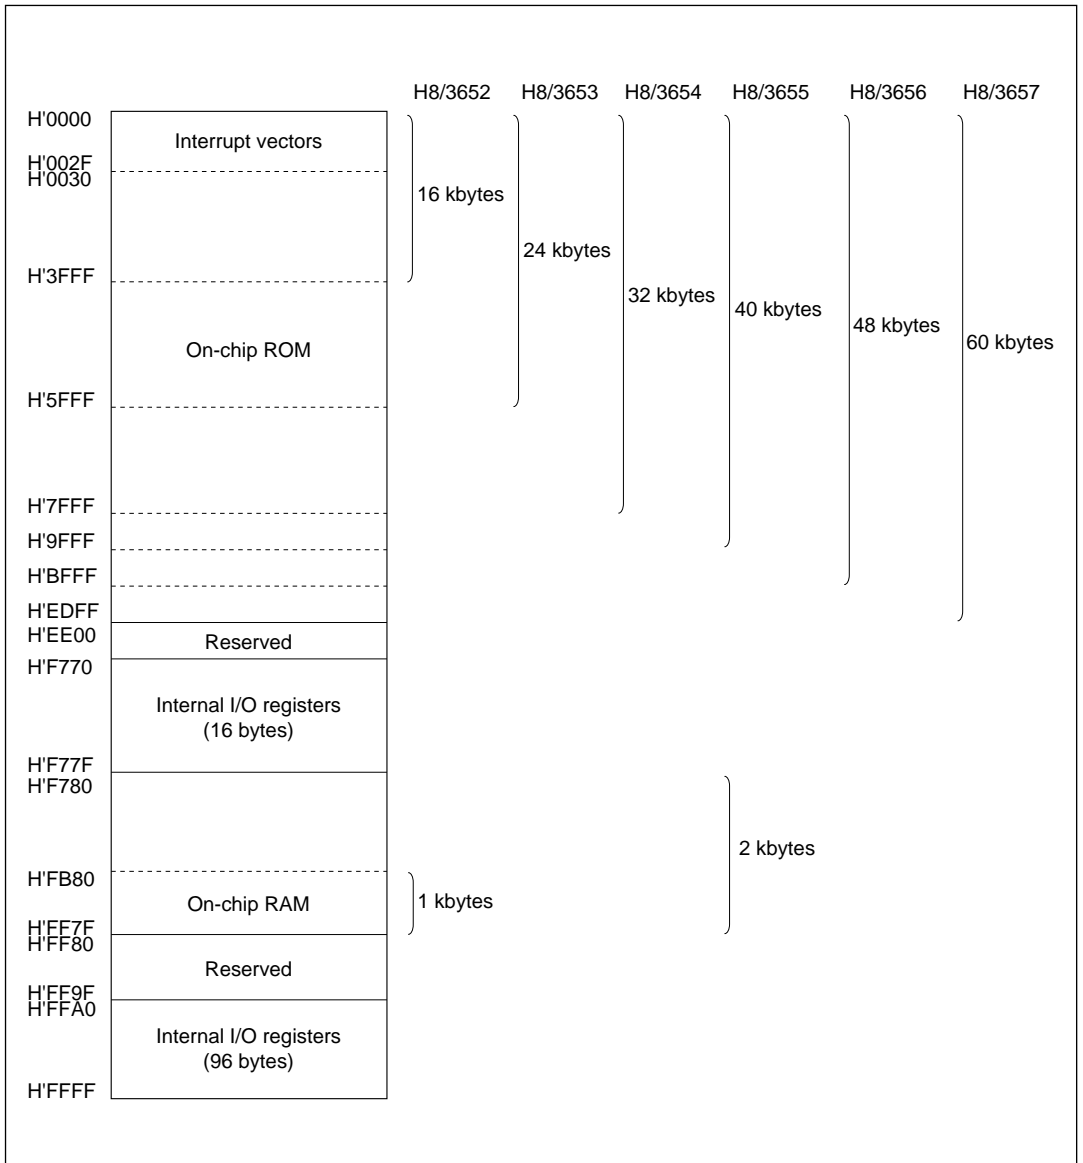 H8/3652 H8/3653 H8/3654 H8/3655 H8/3656 H8/3657
H'0000
Interrupt vectors
H'002F
H'0030
16 kbytes
24 kbytes
H'3FFF
32 kbytes
40 kbytes
48 kbytes
60 kbytes
On-chip ROM
H'5FFF
H'7FFF
H'9FFF
H'BFFF
H'EDFF
H'EE00
Reserved
H'F770
Internal I/O registers
(16 bytes)
H'F77F
H'F780
2 kbytes
H'FB80
On-chip RAM
1 kbytes
H'FF7F
H'FF80
Reserved
H'FF9F
H'FFA0
Internal I/O registers
(96 bytes)
H'FFFF